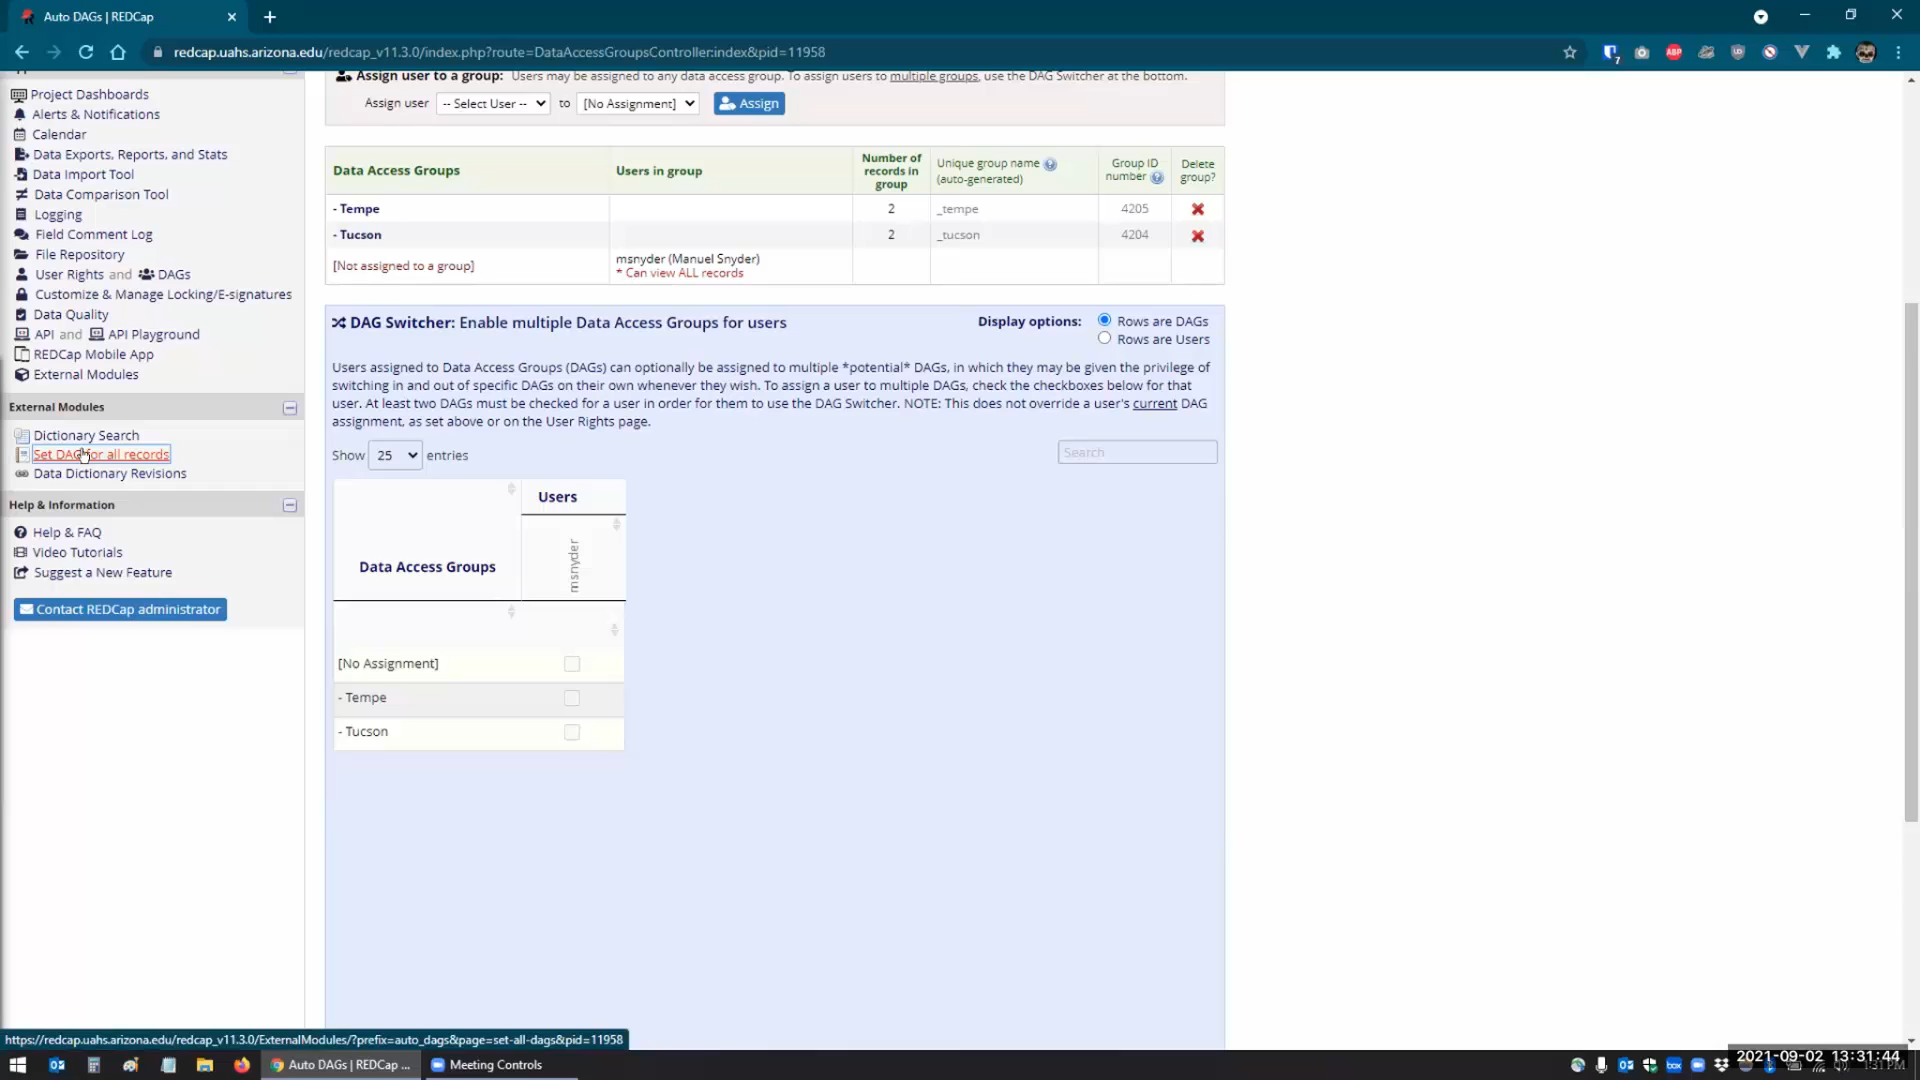 Auto DAGs | REDCap
redcap.uahs.arizona.edu/redcap_v11.3.0/index.php?route=DataAccessGroupsController:index&pid=11958
Project Dashboards
Alerts & Notifications
Calendar
Data Exports, Reports, and Stats
Data Import Tool
Data Comparison Tool
Logging
Field Comment Log
File Repository
User Rights and DAGs
Customize & Manage Locking/E-signatures
Data Quality
API and API Playground
REDCap Mobile App
External Modules
External Modules
Dictionary Search
Set DAG for all records
Data Dictionary Revisions
Help & Information
Help & FAQ
Video Tutorials
Suggest a New Feature
Contact REDCap administrator
Assign user to a group: Users may be assigned to any data access group. To assign users to multiple groups, use the DAG Switcher at the bottom.
Assign user -- Select User -- to [No Assignment] Assign
Data Access Groups Users in group Number of records in group Unique group name (auto-generated) Group ID number Delete group?
- Tempe 2 _tempe 4205
- Tucson 2 _tucson 4204
[Not assigned to a group] msnyder (Manuel Snyder)
* Can view ALL records
DAG Switcher: Enable multiple Data Access Groups for users Display options: Rows are DAGs
Rows are Users
Users assigned to Data Access Groups (DAGs) can optionally be assigned to multiple *potential* DAGs, in which they may be given the privilege of
switching in and out of specific DAGs on their own whenever they wish. To assign a user to multiple DAGs, check the checkboxes below for that
user. At least two DAGs must be checked for a user in order for them to use the DAG Switcher. NOTE: This does not override a user's current DAG
assignment, as set above or on the User Rights page.
Show 25 entries Search
Users
Data Access Groups msnyder
[No Assignment]
- Tempe
- Tucson
https://redcap.uahs.arizona.edu/redcap_v11.3.0/ExternalModules/?prefix=auto_dags&page=set-all-dags&pid=11958
Auto DAGs | REDCap ... Meeting Controls
2021-09-02 13:31:44